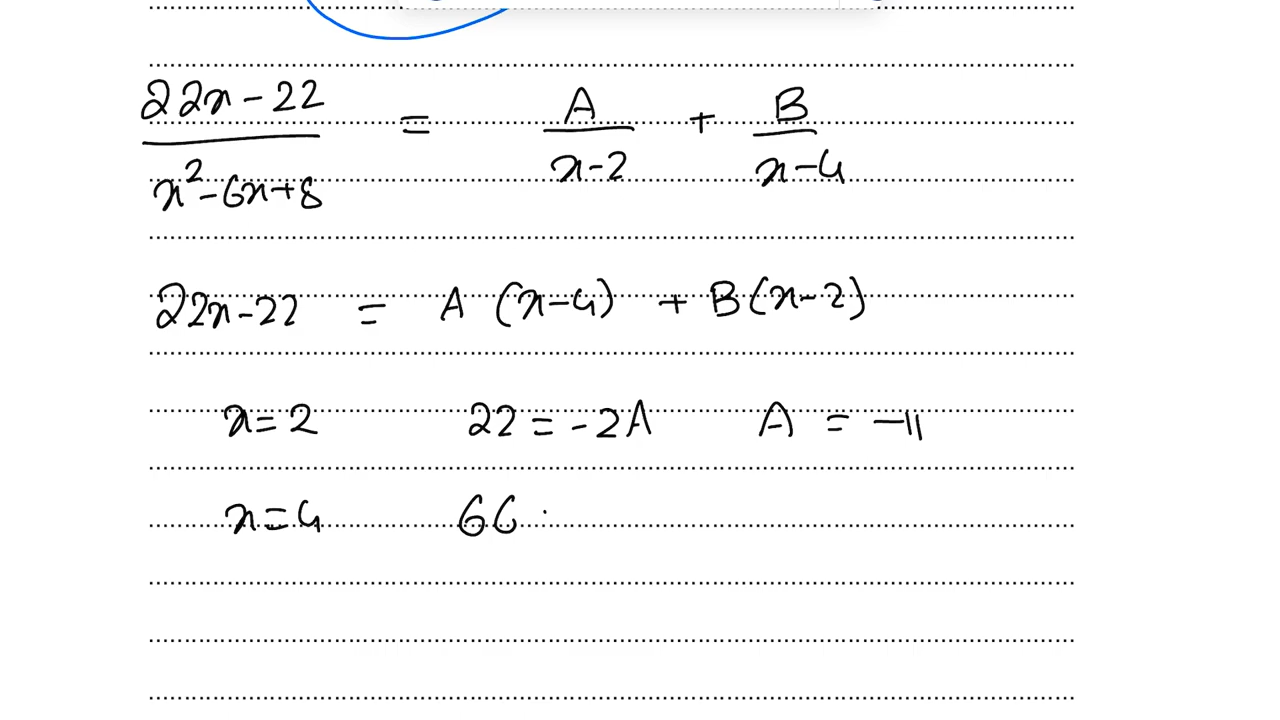 22x-22 / x²-6x+8 = A / x-2 + B / x-4
22x-22 = A (x-4) + B(x-2)
x=2 22 = -2A A = -11
x=4 66